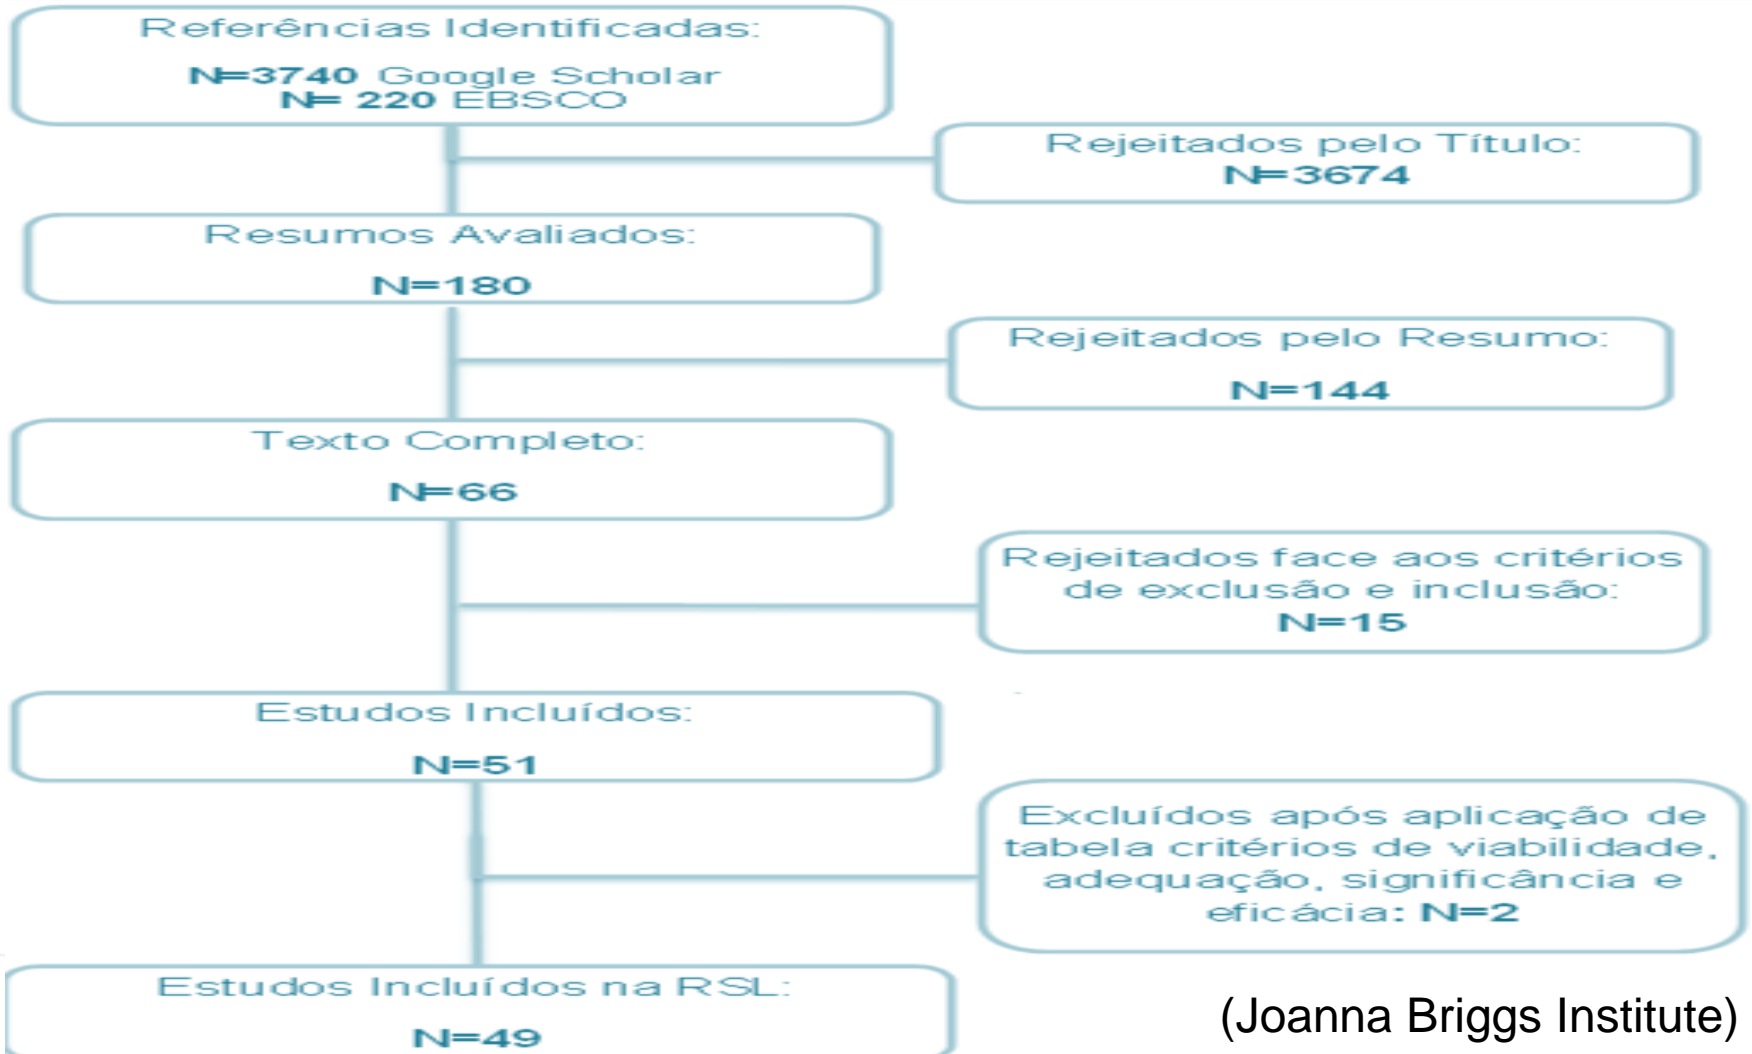 Referências Identificadas:
N=3740 Google Scholar
N= 220 EBSCO
Rejeitados pelo Título:
N=3674
Resumos Avaliados:
N=180
Rejeitados pelo Resumo:
N=144
Texto Completo:
N=66
Rejeitados face aos critérios
de exclusão e inclusão:
N=15
Estudos Incluídos:
N=51
Excluídos após aplicação de
tabela critérios de viabilidade,
adequação, significância e
eficácia: N=2
Estudos Incluídos na RSL:
N=49
(Joanna Briggs Institute)